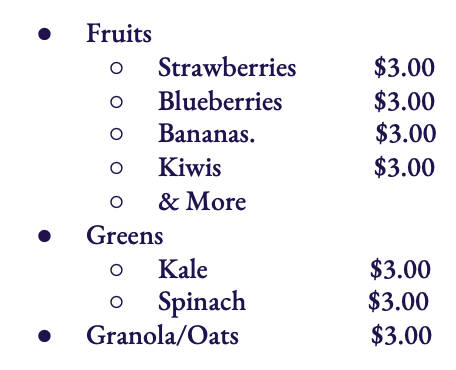 ● Fruits
○ Strawberries $3.00
○ Blueberries $3.00
○ Bananas. $3.00
○ Kiwis $3.00
○ & More
● Greens
○ Kale $3.00
○ Spinach $3.00
● Granola/Oats $3.00